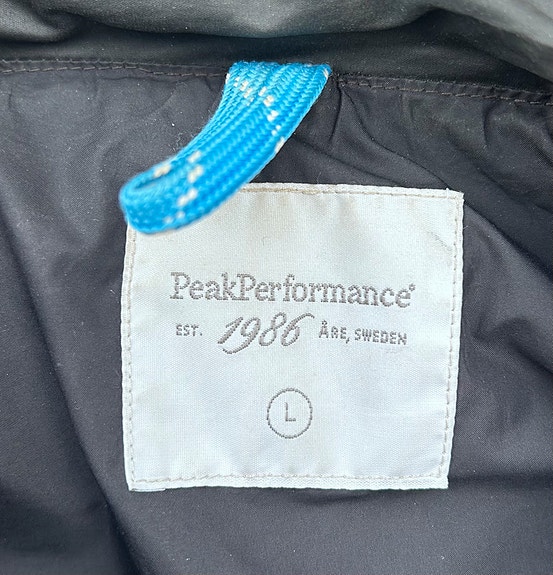 PeakPerformance®
EST. 1986 ÅRE, SWEDEN
L